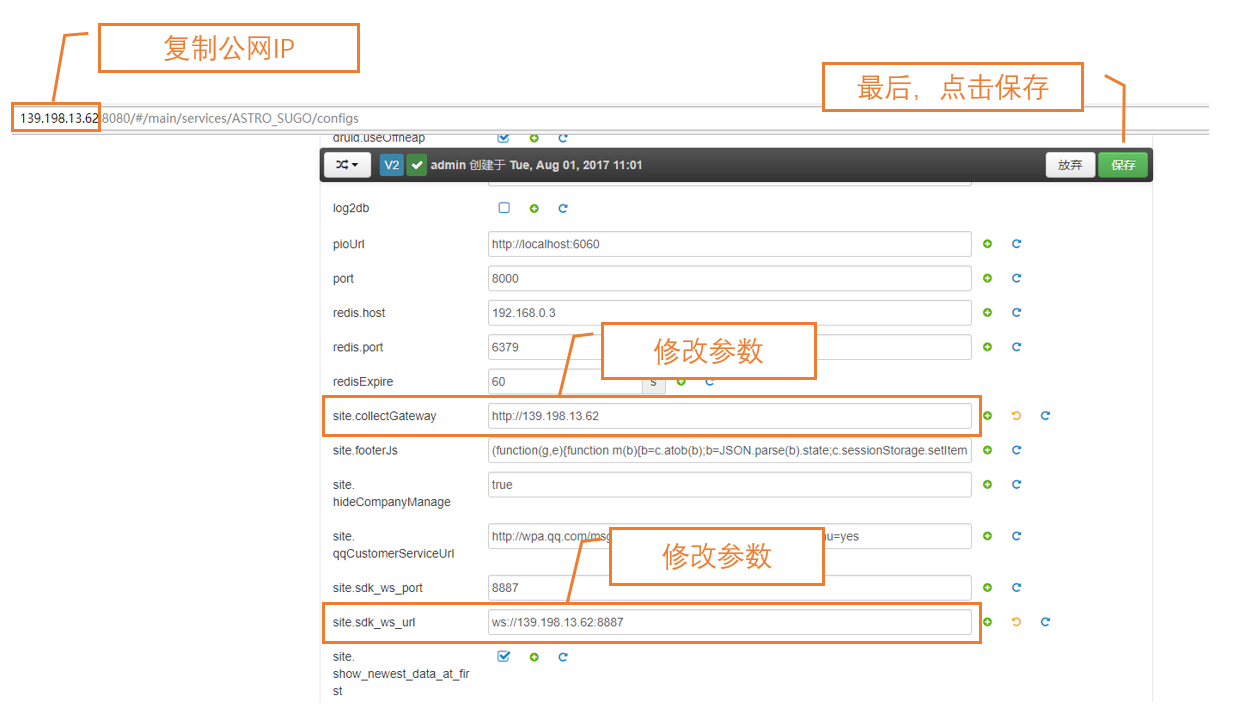 复制公网IP
最后，点击保存
139.198.13.62:8080/#/main/services/ASTRO_SUGO/configs
druid.useOffheap
V2 admin 创建于 Tue, Aug 01, 2017 11:01 放弃 保存
log2db
pioUrl http://localhost:6060
port 8000
redis.host 192.168.0.3
redis.port 6379
修改参数
redisExpire 60 s
site.collectGateway http://139.198.13.62
site.footerJs (function(g,e){function m(b){b=c.atob(b);b=JSON.parse(b).state;c.sessionStorage.setItem
site.
hideCompanyManage
true
site.
qqCustomerServiceUrl
http://wpa.qq.com/msg
u=yes
修改参数
site.sdk_ws_port 8887
site.sdk_ws_url ws://139.198.13.62:8887
site.
show_newest_data_at_fir
st